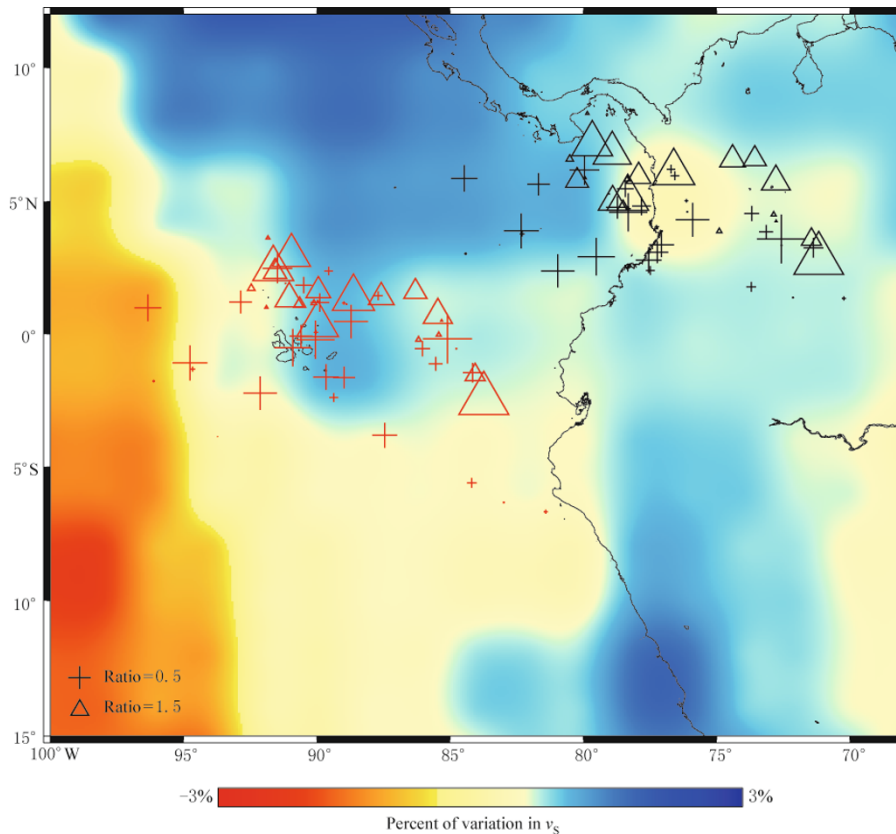 10°
5°N
0°
5°S
10°
15°
Ratio=0.5
Ratio=1.5
100°W 95° 90° 85° 80° 75° 70°
−3% 3%
Percent of variation in vS